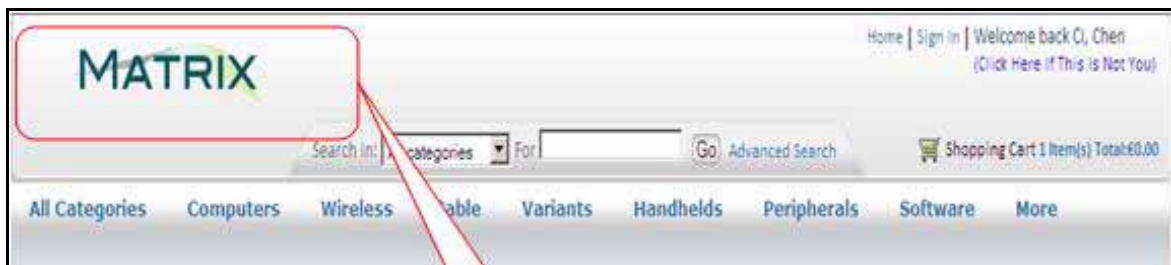 MATRIX
Home | Sign In | Welcome back Ci, Chen
(Click Here If This is Not You)
Search In: categories For Go Advanced Search
Shopping Cart 1 Item(s) Total:€0.00
All Categories Computers Wireless Variants Handhelds Peripherals Software More